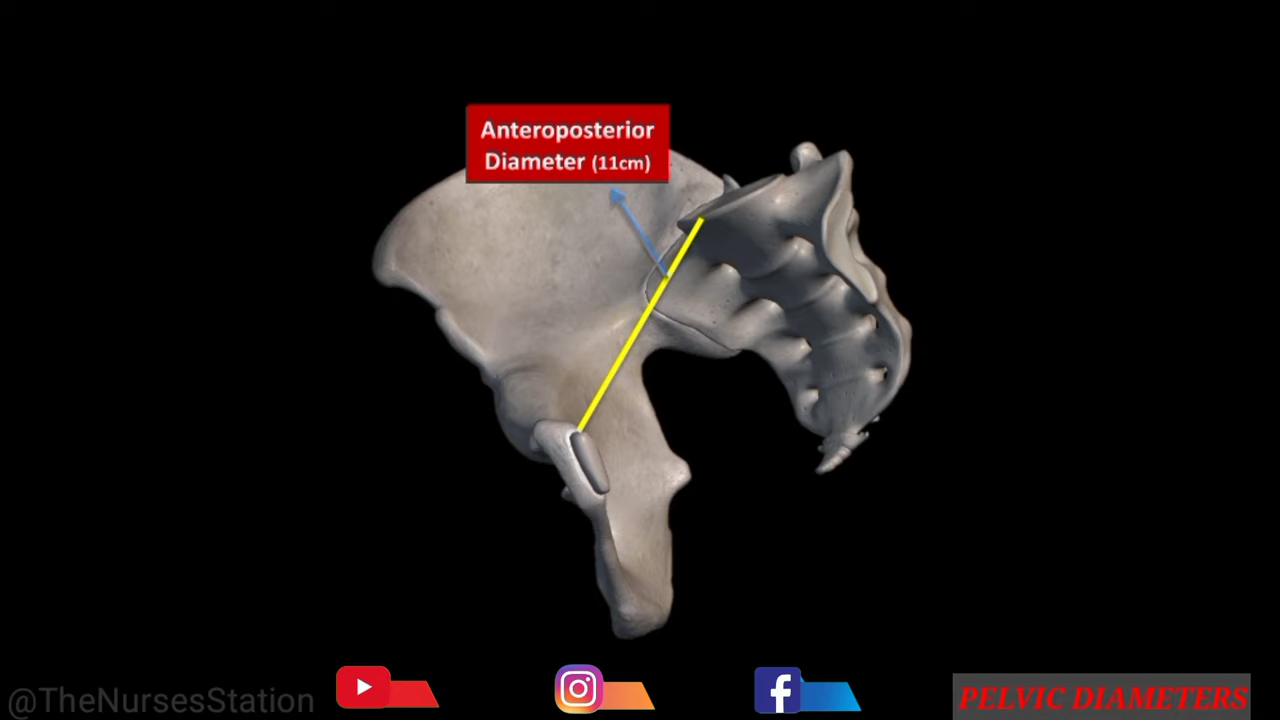 Anteroposterior
Diameter (11cm)
@TheNursesStation
PELVIC DIAMETERS